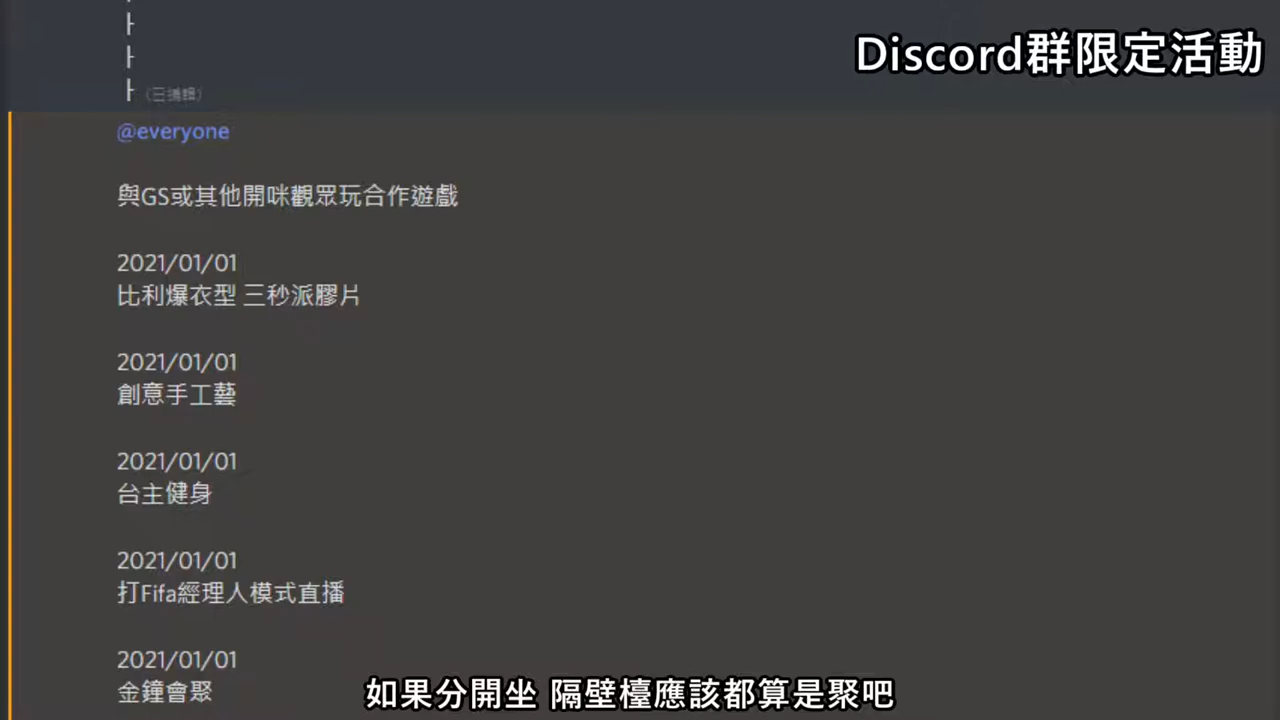 Discord群限定活動
(已編輯)
@everyone
與GS或其他開咪觀眾玩合作遊戲
2021/01/01
比利爆衣型 三秒派膠片
2021/01/01
創意手工藝
2021/01/01
台主健身
2021/01/01
打Fifa經理人模式直播
2021/01/01
金鐘會聚
如果分開坐 隔壁檯應該都算是聚吧